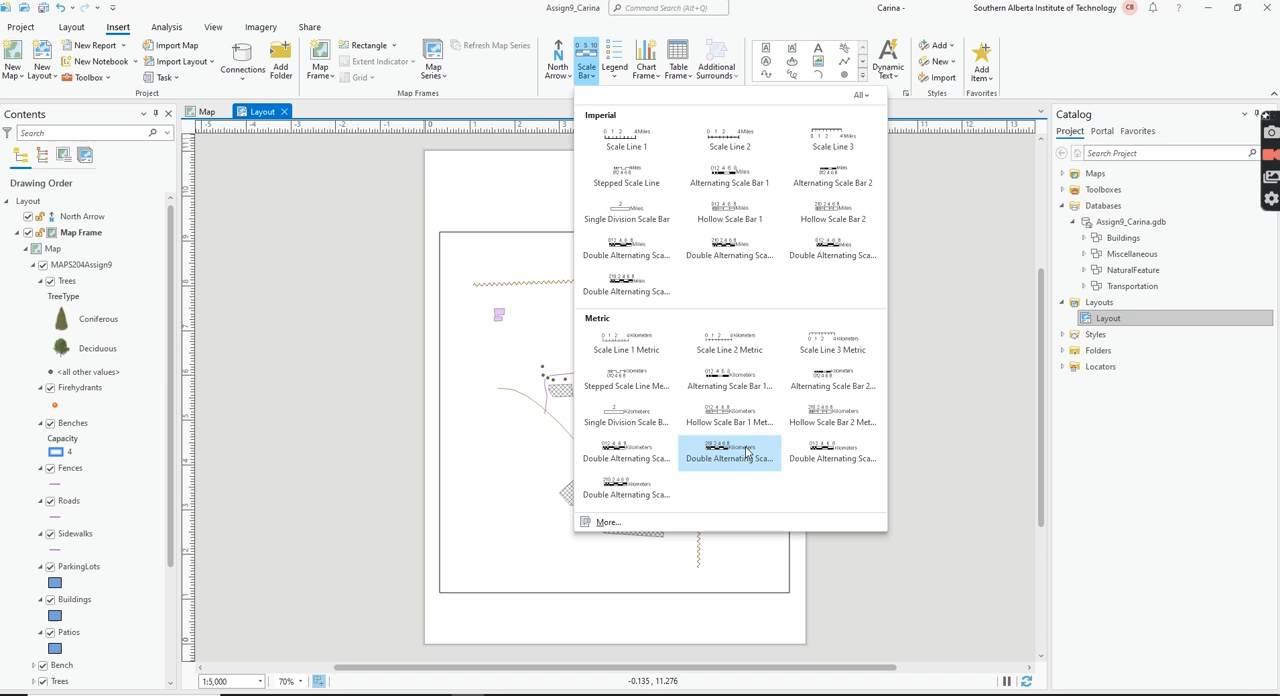 Assign9_Carina
Command Search (Alt+Q)
Carina -
Southern Alberta Institute of Technology
CB
Project Layout Insert Analysis View Imagery Share
New Map
New Layout
New Report
New Notebook
Toolbox
Import Map
Import Layout
Task
Connections
Add Folder
Project
Map Frame
Rectangle
Extent Indicator
Grid
Map Series
Refresh Map Series
Map Frames
North Arrow
Scale Bar
Legend
Chart Frame
Table Frame
Additional Surrounds
Dynamic Text
Add
New
Import
Styles
Add Item
Favorites
Contents
Search
Drawing Order
Layout
North Arrow
Map Frame
Map
MAPS204Assign9
Trees
TreeType
Coniferous
Deciduous
<all other values>
Firehydrants
Benches
Capacity
4
Fences
Roads
Sidewalks
ParkingLots
Buildings
Patios
Bench
Trees
Map
Layout
All
Imperial
Scale Line 1 Scale Line 2 Scale Line 3
Stepped Scale Line Alternating Scale Bar 1 Alternating Scale Bar 2
Single Division Scale Bar Hollow Scale Bar 1 Hollow Scale Bar 2
Double Alternating Sca... Double Alternating Sca... Double Alternating Sca...
Double Alternating Sca...
Metric
Scale Line 1 Metric Scale Line 2 Metric Scale Line 3 Metric
Stepped Scale Line Me... Alternating Scale Bar 1... Alternating Scale Bar 2...
Single Division Scale B... Hollow Scale Bar 1 Met... Hollow Scale Bar 2 Met...
Double Alternating Sca... Double Alternating Sca... Double Alternating Sca...
Double Alternating Sca...
More...
1:5,000
70%
-0.135 , 11.276
Catalog
Project Portal Favorites
Search Project
Maps
Toolboxes
Databases
Assign9_Carina.gdb
Buildings
Miscellaneous
NaturalFeature
Transportation
Layouts
Layout
Styles
Folders
Locators